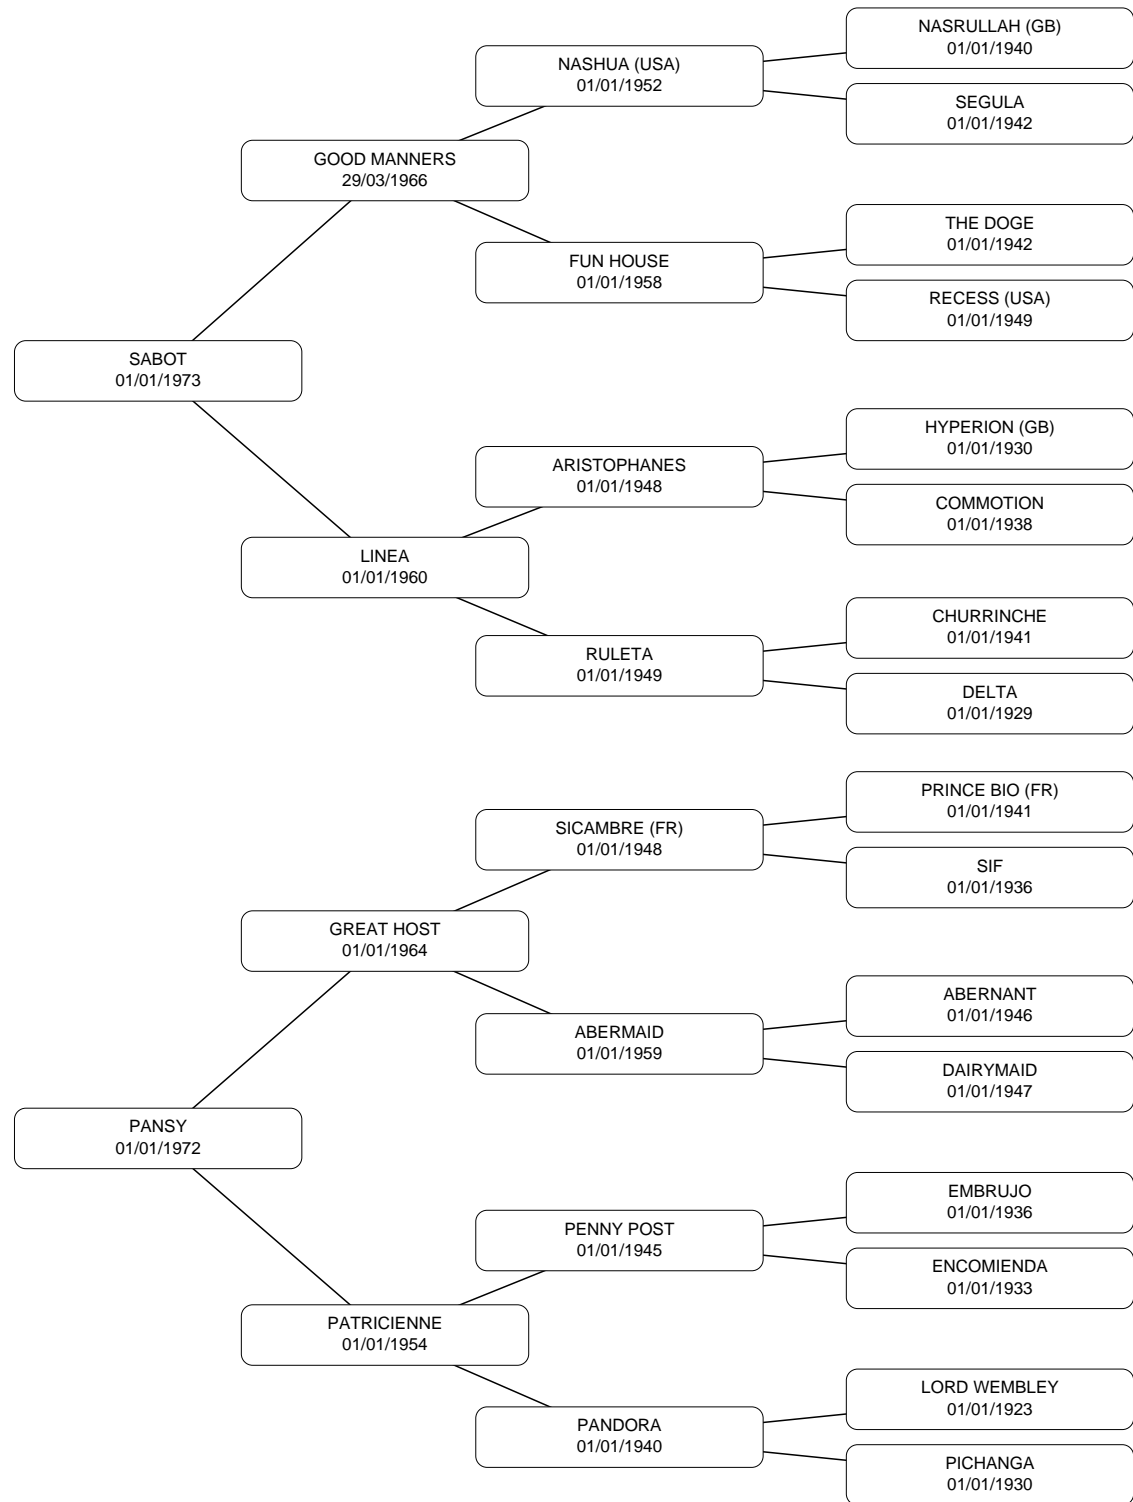 NASRULLAH (GB)
01/01/1940
NASHUA (USA)
01/01/1952
SEGULA
01/01/1942
GOOD MANNERS
29/03/1966
THE DOGE
01/01/1942
FUN HOUSE
01/01/1958
RECESS (USA)
01/01/1949
SABOT
01/01/1973
HYPERION (GB)
01/01/1930
ARISTOPHANES
01/01/1948
COMMOTION
01/01/1938
LINEA
01/01/1960
CHURRINCHE
01/01/1941
RULETA
01/01/1949
DELTA
01/01/1929
PRINCE BIO (FR)
01/01/1941
SICAMBRE (FR)
01/01/1948
SIF
01/01/1936
GREAT HOST
01/01/1964
ABERNANT
01/01/1946
ABERMAID
01/01/1959
DAIRYMAID
01/01/1947
PANSY
01/01/1972
EMBRUJO
01/01/1936
PENNY POST
01/01/1945
ENCOMIENDA
01/01/1933
PATRICIENNE
01/01/1954
LORD WEMBLEY
01/01/1923
PANDORA
01/01/1940
PICHANGA
01/01/1930